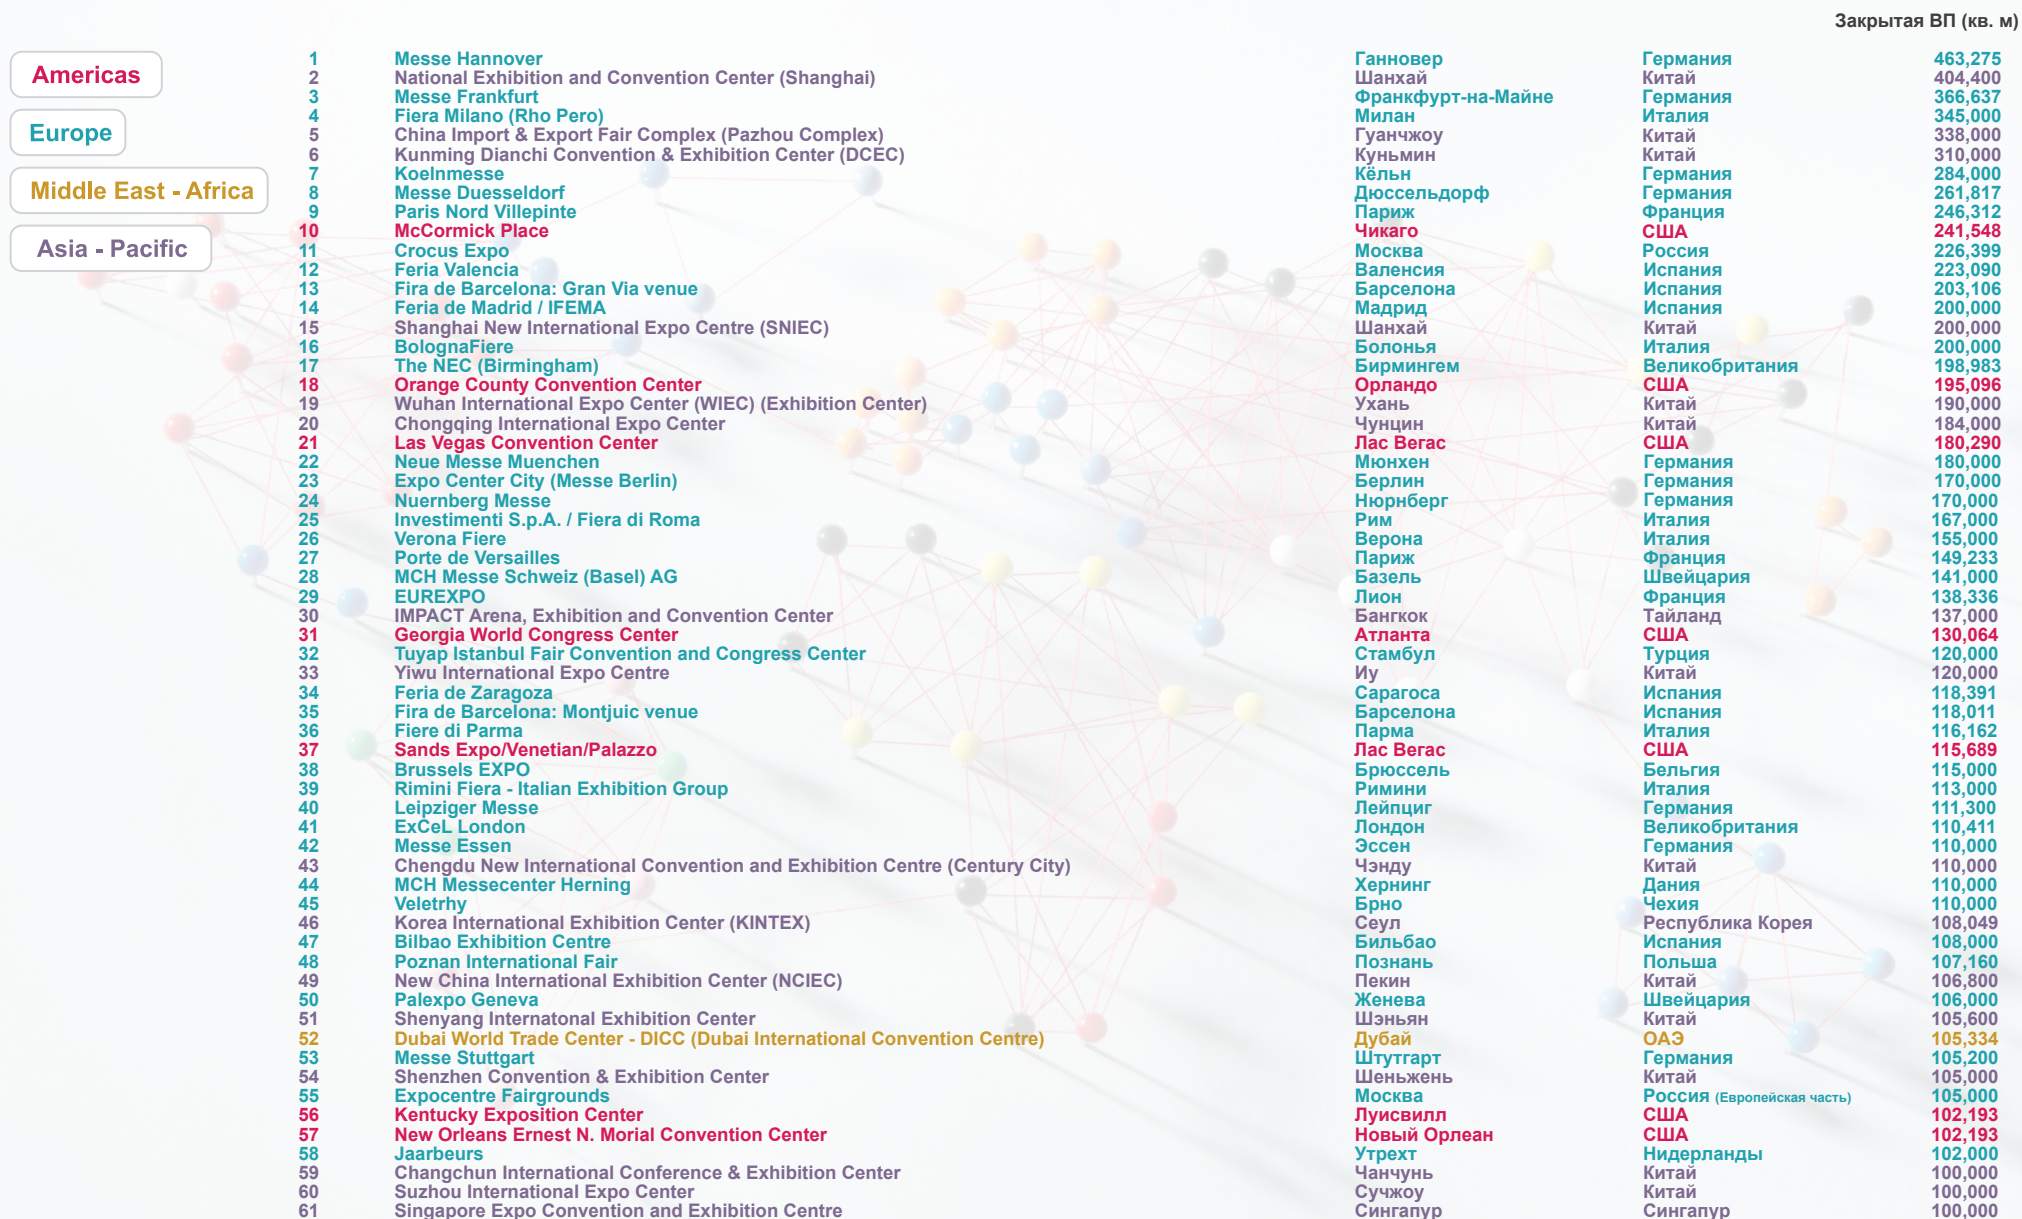 Закрытая ВП (кв. м)
Americas
Europe
Middle East - Africa
Asia - Pacific
1 Messe Hannover Ганновер Германия 463,275
2 National Exhibition and Convention Center (Shanghai) Шанхай Китай 404,400
3 Messe Frankfurt Франкфурт-на-Майне Германия 366,637
4 Fiera Milano (Rho Pero) Милан Италия 345,000
5 China Import & Export Fair Complex (Pazhou Complex) Гуанчжоу Китай 338,000
6 Kunming Dianchi Convention & Exhibition Center (DCEC) Куньмин Китай 310,000
7 Koelnmesse Кёльн Германия 284,000
8 Messe Duesseldorf Дюссельдорф Германия 261,817
9 Paris Nord Villepinte Париж Франция 246,312
10 McCormick Place Чикаго США 241,548
11 Crocus Expo Москва Россия 226,399
12 Feria Valencia Валенсия Испания 223,090
13 Fira de Barcelona: Gran Via venue Барселона Испания 203,106
14 Feria de Madrid / IFEMA Мадрид Испания 200,000
15 Shanghai New International Expo Centre (SNIEC) Шанхай Китай 200,000
16 BolognaFiere Болонья Италия 200,000
17 The NEC (Birmingham) Бирмингем Великобритания 198,983
18 Orange County Convention Center Орландо США 195,096
19 Wuhan International Expo Center (WIEC) (Exhibition Center) Ухань Китай 190,000
20 Chongqing International Expo Center Чунцин Китай 184,000
21 Las Vegas Convention Center Лас Вегас США 180,290
22 Neue Messe Muenchen Мюнхен Германия 180,000
23 Expo Center City (Messe Berlin) Берлин Германия 170,000
24 Nuernberg Messe Нюрнберг Германия 170,000
25 Investimenti S.p.A. / Fiera di Roma Рим Италия 167,000
26 Verona Fiere Верона Италия 155,000
27 Porte de Versailles Париж Франция 149,233
28 MCH Messe Schweiz (Basel) AG Базель Швейцария 141,000
29 EUREXPO Лион Франция 138,336
30 IMPACT Arena, Exhibition and Convention Center Бангкок Тайланд 137,000
31 Georgia World Congress Center Атланта США 130,064
32 Tuyap Istanbul Fair Convention and Congress Center Стамбул Турция 120,000
33 Yiwu International Expo Centre Иу Китай 120,000
34 Feria de Zaragoza Сарагоса Испания 118,391
35 Fira de Barcelona: Montjuic venue Барселона Испания 118,011
36 Fiere di Parma Парма Италия 116,162
37 Sands Expo/Venetian/Palazzo Лас Вегас США 115,689
38 Brussels EXPO Брюссель Бельгия 115,000
39 Rimini Fiera - Italian Exhibition Group Римини Италия 113,000
40 Leipziger Messe Лейпциг Германия 111,300
41 ExCeL London Лондон Великобритания 110,411
42 Messe Essen Эссен Германия 110,000
43 Chengdu New International Convention and Exhibition Centre (Century City) Чэнду Китай 110,000
44 MCH Messecenter Herning Хернинг Дания 110,000
45 Veletrhy Брно Чехия 110,000
46 Korea International Exhibition Center (KINTEX) Сеул Республика Корея 108,049
47 Bilbao Exhibition Centre Бильбао Испания 108,000
48 Poznan International Fair Познань Польша 107,160
49 New China International Exhibition Center (NCIEC) Пекин Китай 106,800
50 Palexpo Geneva Женева Швейцария 106,000
51 Shenyang Internatonal Exhibition Center Шэньян Китай 105,600
52 Dubai World Trade Center - DICC (Dubai International Convention Centre) Дубай ОАЭ 105,334
53 Messe Stuttgart Штутгарт Германия 105,200
54 Shenzhen Convention & Exhibition Center Шеньжень Китай 105,000
55 Expocentre Fairgrounds Москва Россия (Европейская часть) 105,000
56 Kentucky Exposition Center Луисвилл США 102,193
57 New Orleans Ernest N. Morial Convention Center Новый Орлеан США 102,193
58 Jaarbeurs Утрехт Нидерланды 102,000
59 Changchun International Conference & Exhibition Center Чанчунь Китай 100,000
60 Suzhou International Expo Center Сучжоу Китай 100,000
61 Singapore Expo Convention and Exhibition Centre Сингапур Сингапур 100,000